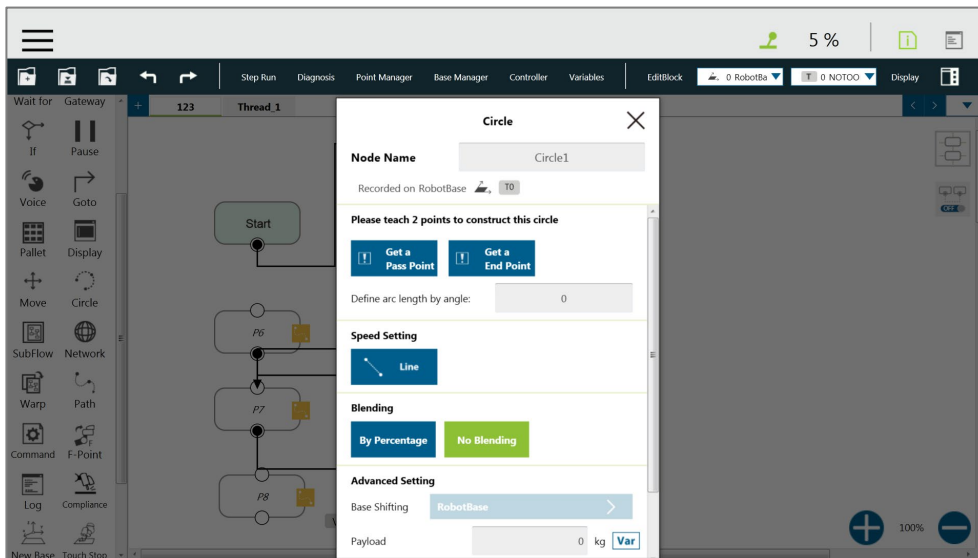 5 %
Step Run
Diagnosis
Point Manager
Base Manager
Controller
Variables
EditBlock
0 RobotBa
T 0 NOTOO
Display
Wait for
Gateway
+
123
Thread_1
If
Pause
Voice
Goto
Pallet
Display
Move
Circle
SubFlow
Network
Warp
Path
Command
F-Point
Log
Compliance
New Base
Touch Stop
Start
P6
P7
P8
Circle
Node Name
Circle1
Recorded on RobotBase
T0
Please teach 2 points to construct this circle
Get a
Pass Point
Get a
End Point
Define arc length by angle:
0
Speed Setting
Line
Blending
By Percentage
No Blending
Advanced Setting
Base Shifting
RobotBase
Payload
0 kg
Var
OFF
100%